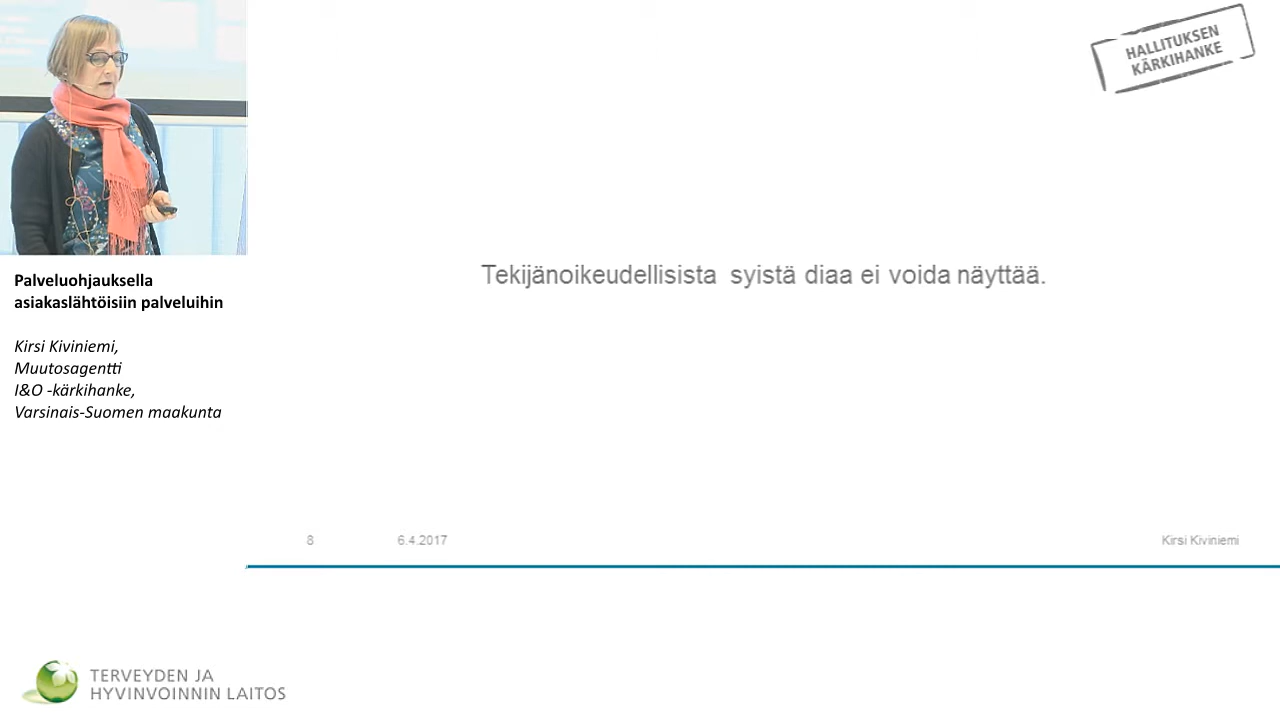 HALLITUKSEN
KÄRKIHANKE
Tekijänoikeudellisista syistä diaa ei voida näyttää.
Palveluohjauksella
asiakaslähtöisiin palveluihin
Kirsi Kiviniemi,
Muutosagentti
I&O -kärkihanke,
Varsinais-Suomen maakunta
8 6.4.2017 Kirsi Kiviniemi
TERVEYDEN JA
HYVINVOINNIN LAITOS